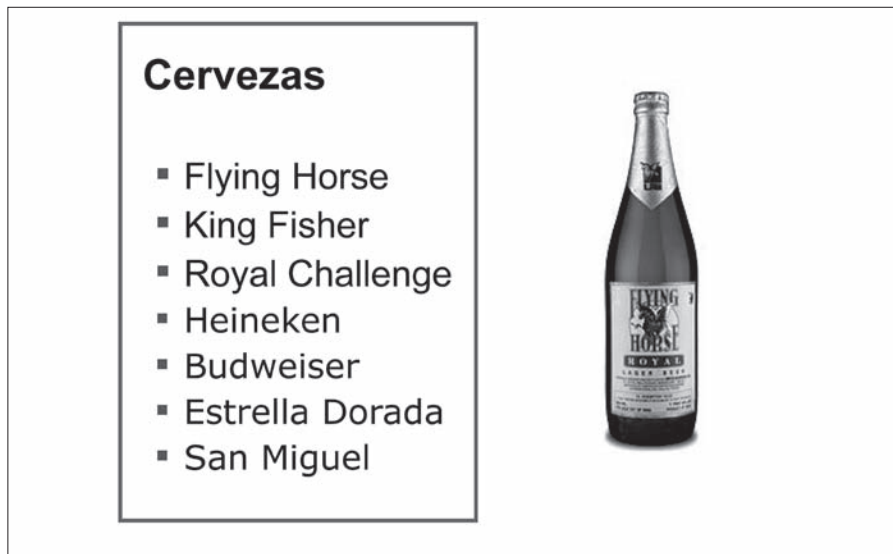 Cervezas
Flying Horse
King Fisher
Royal Challenge
Heineken
Budweiser
Estrella Dorada
San Miguel
FLYING
HORSE
ROYAL
LAGER BEER